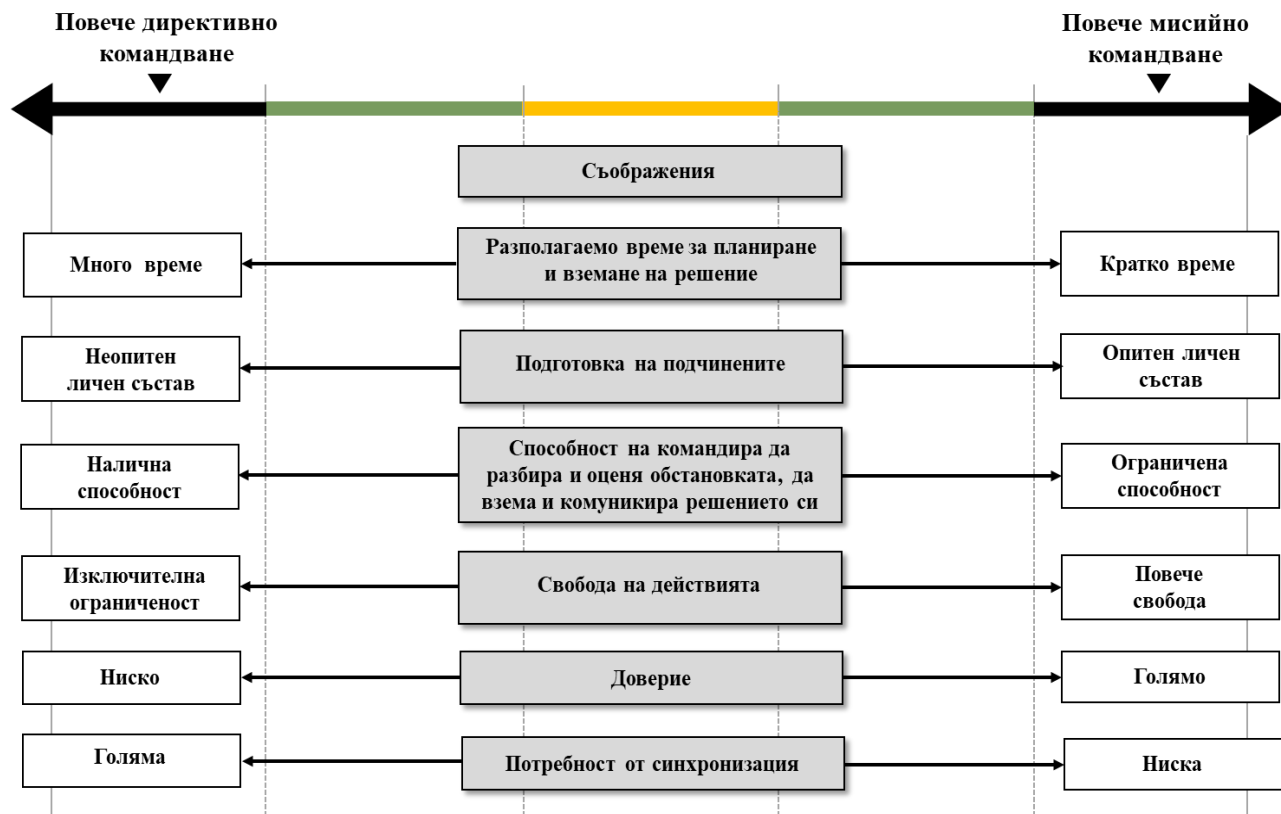 Повече директивно
командване
Повече мисийно
командване
Съображения
Много време
Разполагаемо време за планиране
и вземане на решение
Кратко време
Неопитен
личен състав
Подготовка на подчинените
Опитен личен
състав
Налична
способност
Способност на командира да
разбира и оценя обстановката, да
взема и комуникира решението си
Ограничена
способност
Изключителна
ограниченост
Свобода на действията
Повече
свобода
Ниско
Доверие
Голямо
Голяма
Потребност от синхронизация
Ниска